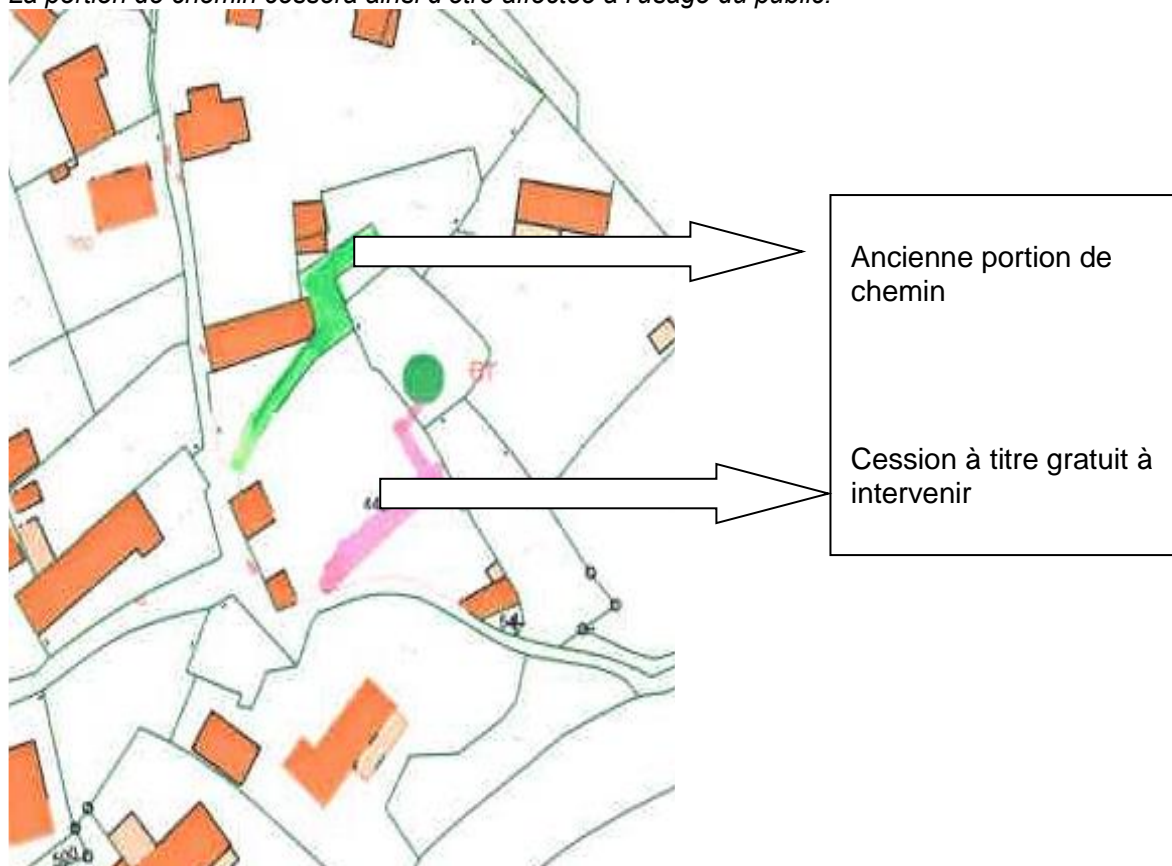 La portion de chemin cessera ainsi d'être affectée à l'usage du public.
Ancienne portion de
chemin
Cession à titre gratuit à
intervenir